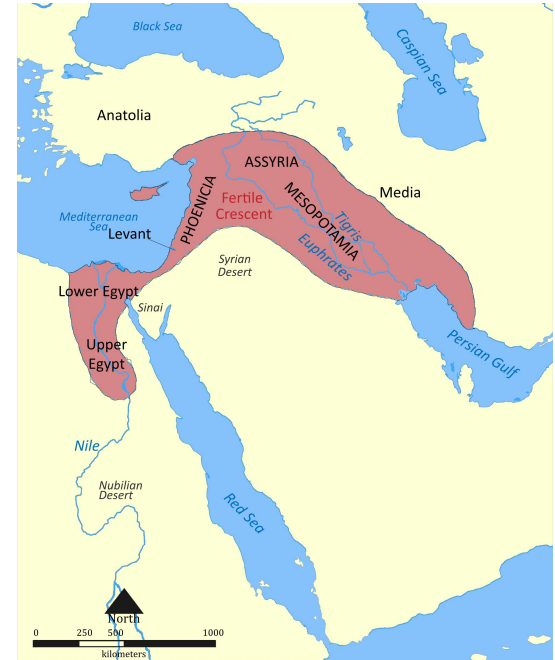 Black Sea
Caspian Sea
Anatolia
ASSYRIA
PHOENICIA
Fertile
Crescent
MESOPOTAMIA
Media
Tigris
Mediterranean
Sea
Levant
Euphrates
Syrian
Desert
Lower Egypt
Sinai
Upper
Egypt
Persian Gulf
Nile
Nubilian
Desert
Red Sea
North
0 250 500 1000
kilometers